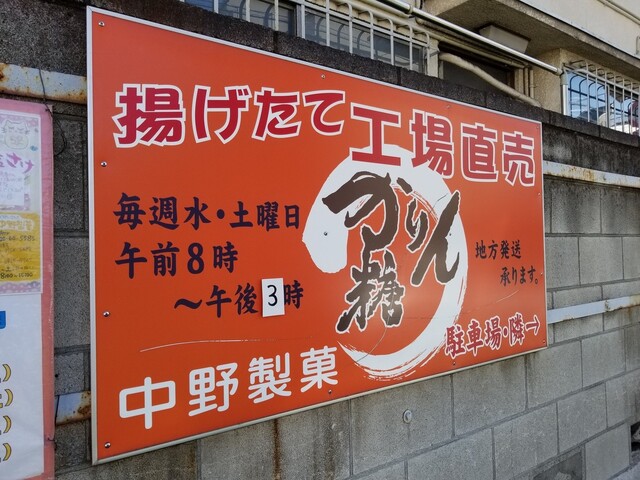 揚げたて工場直売
毎週水・土曜日
午前8時
～午後3時
かりん糖
地方発送
承ります。
中野製菓
駐車場・隣→